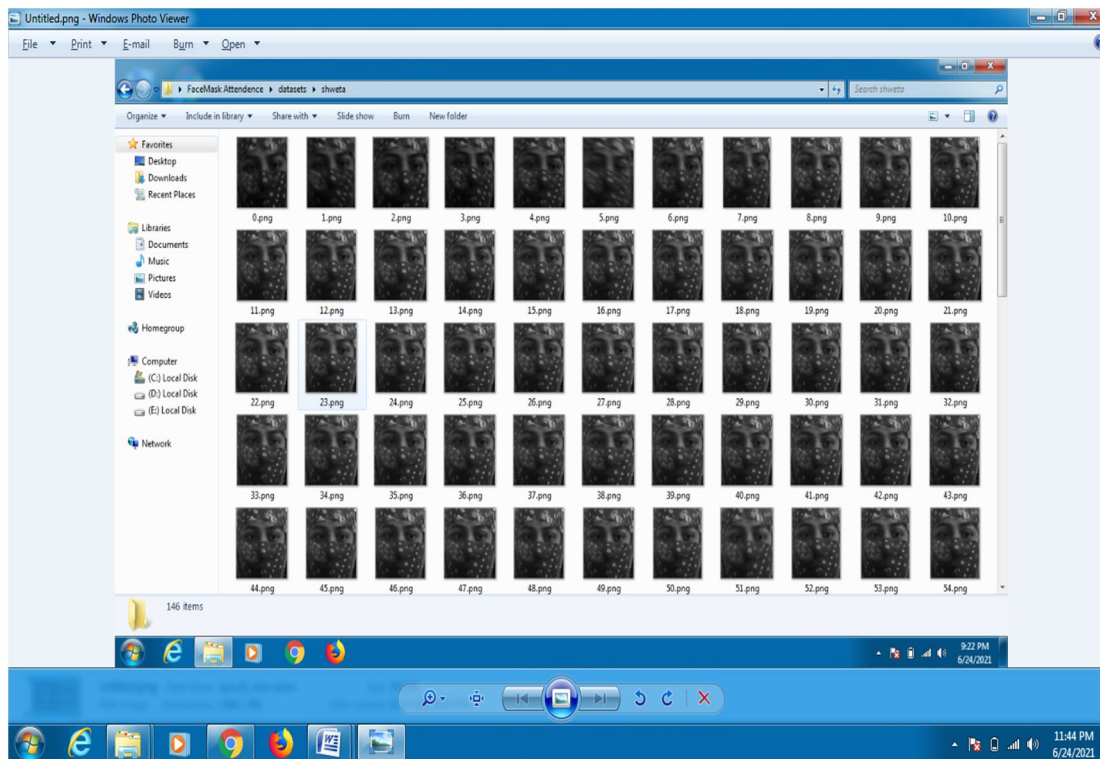 Untitled.png - Windows Photo Viewer
File Print E-mail Burn Open
FaceMask Attendence datasets shweta
Search shweta
Organize Include in library Share with Slide show Burn New folder
Favorites
Desktop
Downloads
Recent Places
Libraries
Documents
Music
Pictures
Videos
Homegroup
Computer
(C:) Local Disk
(D:) Local Disk
(E:) Local Disk
Network
0.png 1.png 2.png 3.png 4.png 5.png 6.png 7.png 8.png 9.png 10.png
11.png 12.png 13.png 14.png 15.png 16.png 17.png 18.png 19.png 20.png 21.png
22.png 23.png 24.png 25.png 26.png 27.png 28.png 29.png 30.png 31.png 32.png
33.png 34.png 35.png 36.png 37.png 38.png 39.png 40.png 41.png 42.png 43.png
44.png 45.png 46.png 47.png 48.png 49.png 50.png 51.png 52.png 53.png 54.png
146 items
9:22 PM
6/24/2021
11:44 PM
6/24/2021